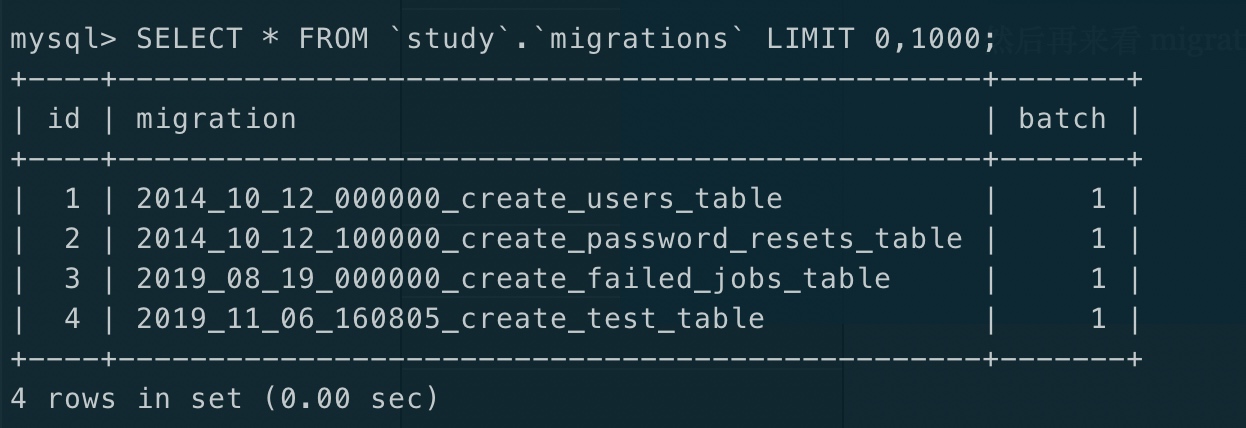 mysql> SELECT * FROM `study`.`migrations` LIMIT 0,1000;
然后再来看 migrat
+----+------------------------------------------------+-------+
| id | migration                                      | batch |
+----+------------------------------------------------+-------+
|  1 | 2014_10_12_000000_create_users_table           |     1 |
|  2 | 2014_10_12_100000_create_password_resets_table |     1 |
|  3 | 2019_08_19_000000_create_failed_jobs_table     |     1 |
|  4 | 2019_11_06_160805_create_test_table            |     1 |
+----+------------------------------------------------+-------+
4 rows in set (0.00 sec)